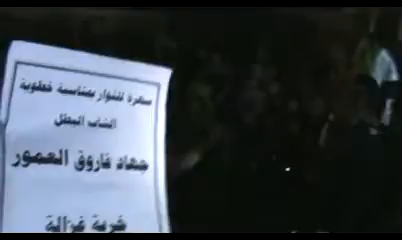 سهرة للثوار بمناسبة خطوبة
الشاب البطل
جهاد فاروق العمور
خربة غزالة